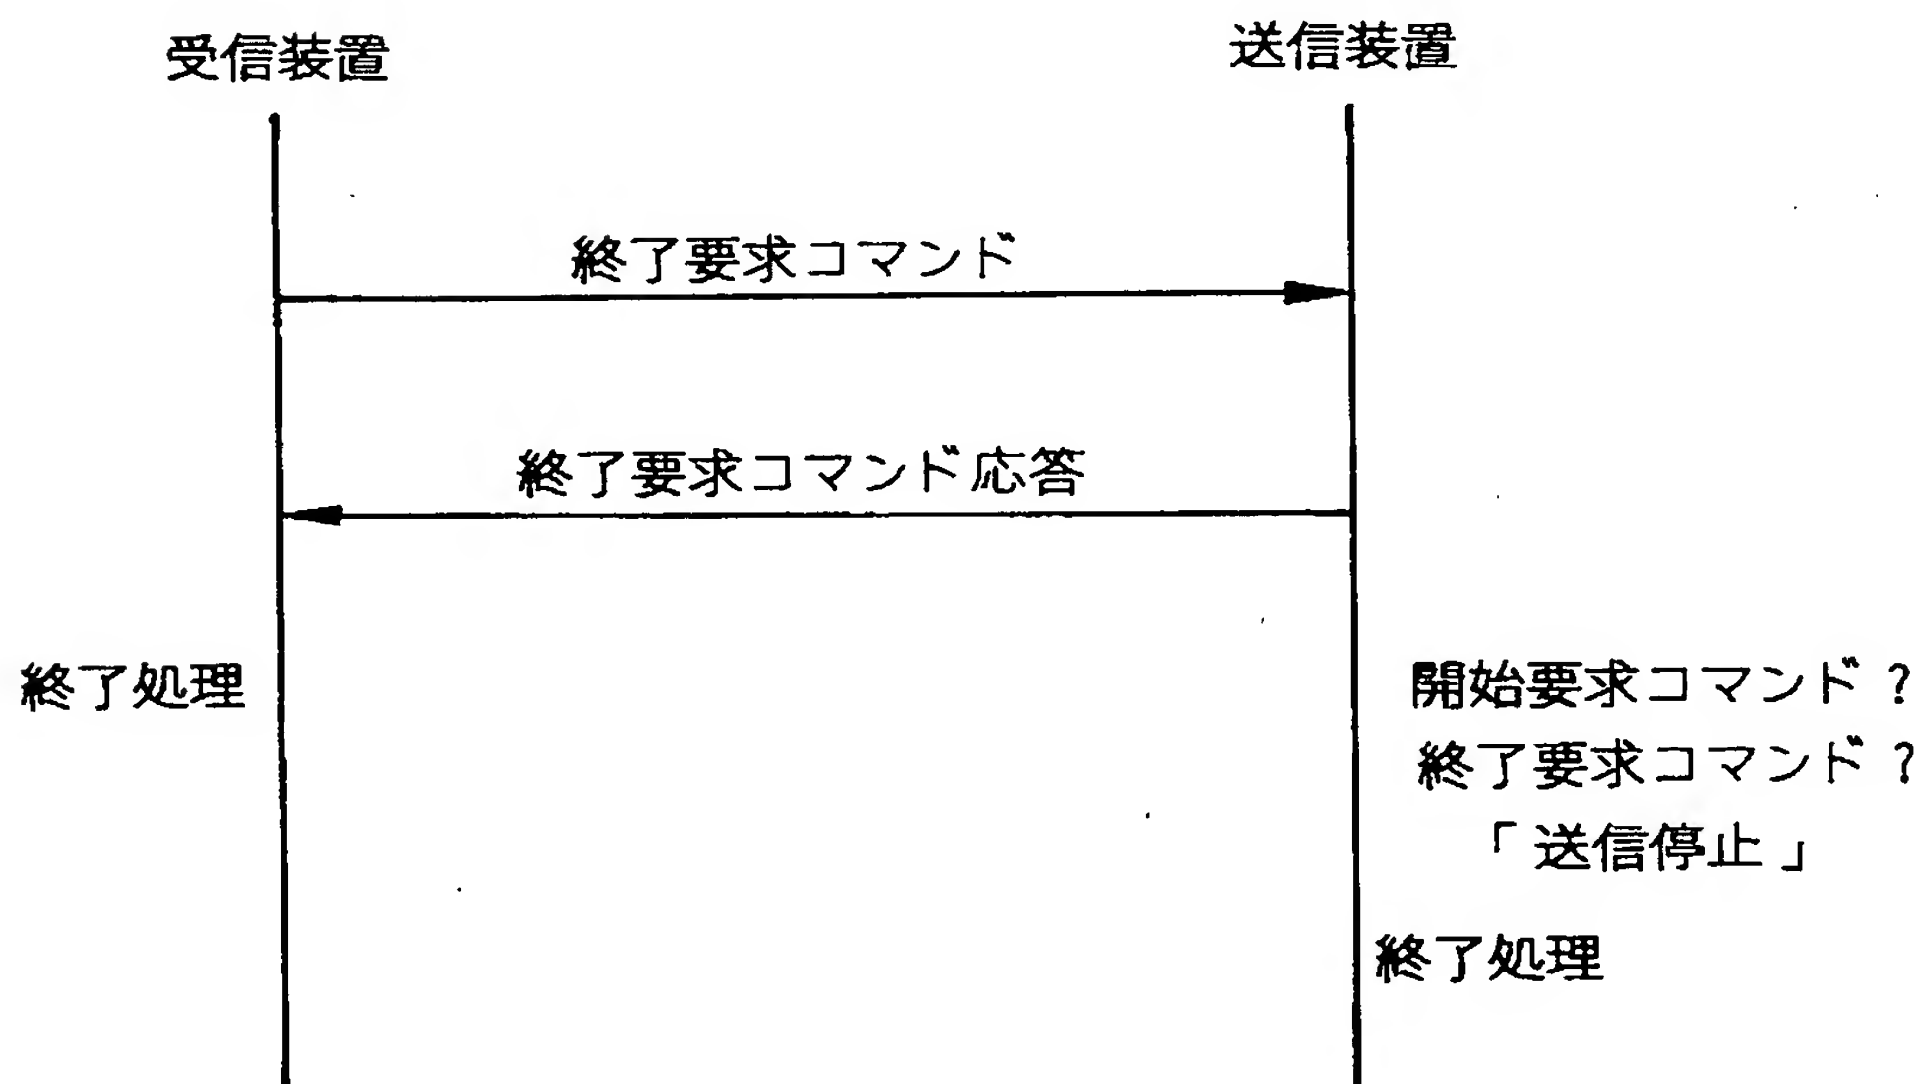 受信装置
送信装置
終了要求コマンド
終了要求コマンド応答
終了処理
開始要求コマンド?
終了要求コマンド?
「送信停止」
終了処理